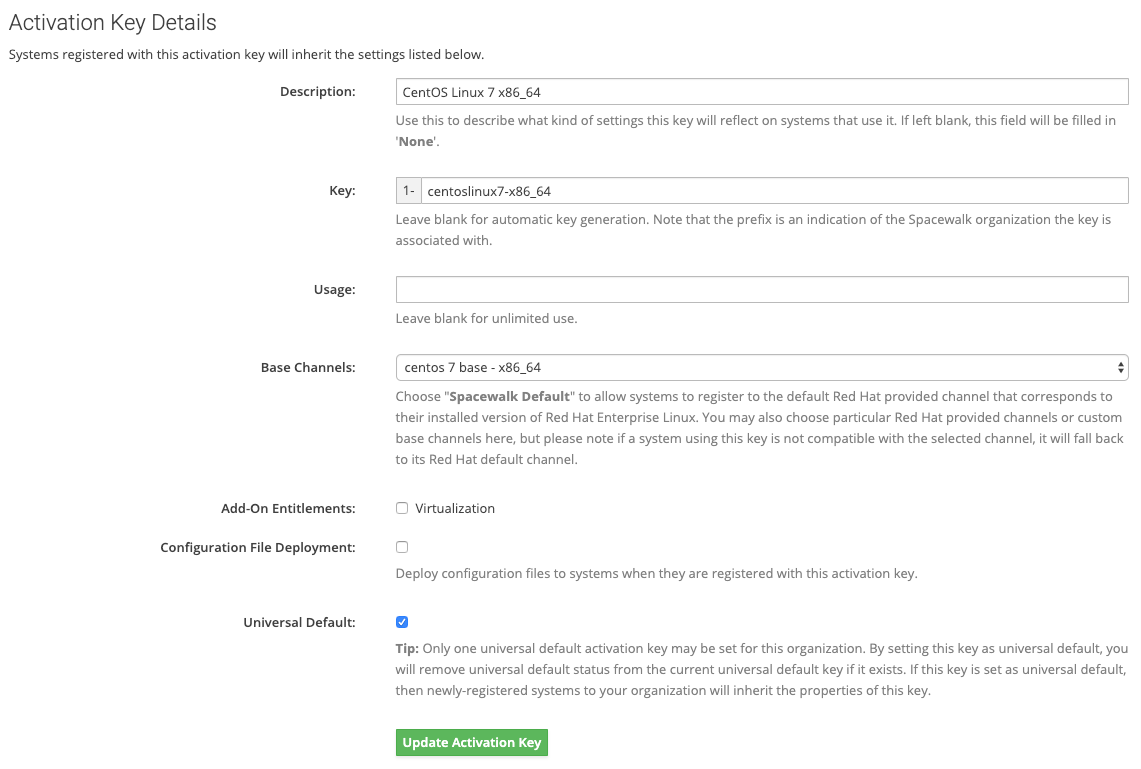 Activation Key Details
Systems registered with this activation key will inherit the settings listed below.
Description:
CentOS Linux 7 x86_64
Use this to describe what kind of settings this key will reflect on systems that use it. If left blank, this field will be filled in
'None'.
Key:
1- centoslinux7-x86_64
Leave blank for automatic key generation. Note that the prefix is an indication of the Spacewalk organization the key is
associated with.
Usage:
Leave blank for unlimited use.
Base Channels:
centos 7 base - x86_64
Choose "Spacewalk Default" to allow systems to register to the default Red Hat provided channel that corresponds to
their installed version of Red Hat Enterprise Linux. You may also choose particular Red Hat provided channels or custom
base channels here, but please note if a system using this key is not compatible with the selected channel, it will fall back
to its Red Hat default channel.
Add-On Entitlements:
Virtualization
Configuration File Deployment:
Deploy configuration files to systems when they are registered with this activation key.
Universal Default:
Tip: Only one universal default activation key may be set for this organization. By setting this key as universal default, you
will remove universal default status from the current universal default key if it exists. If this key is set as universal default,
then newly-registered systems to your organization will inherit the properties of this key.
Update Activation Key